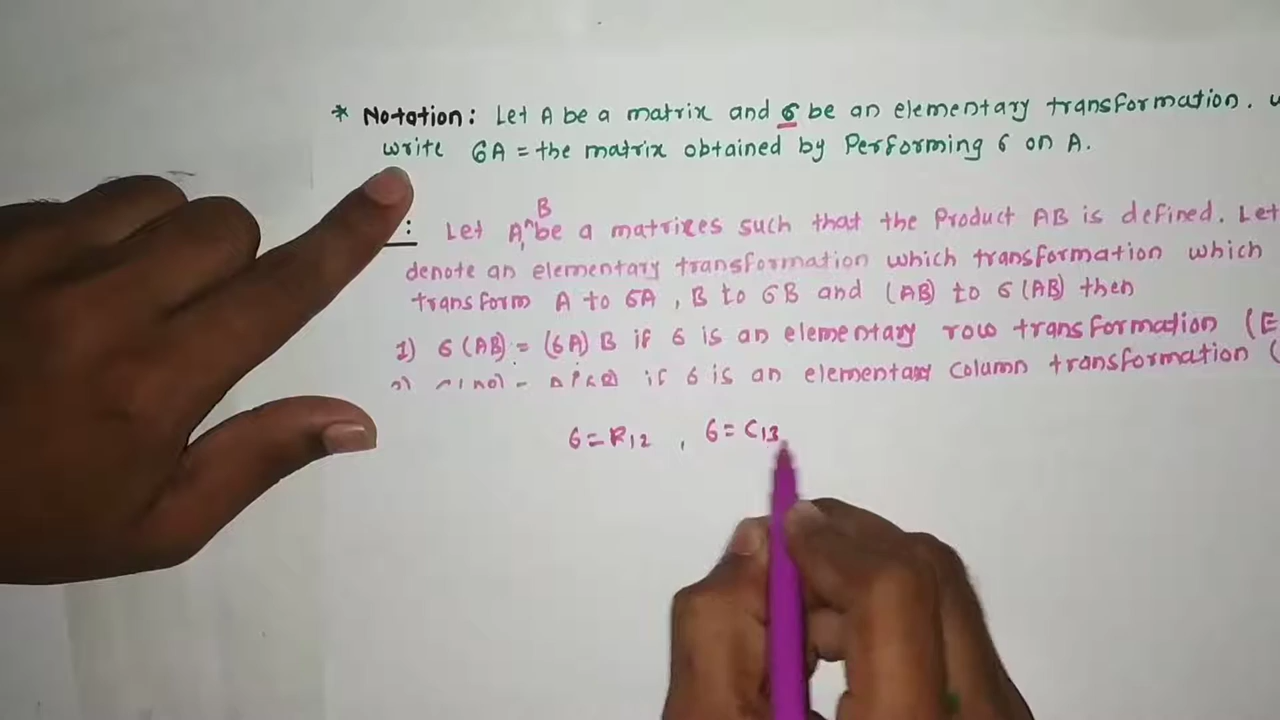 * Notation: Let A be a matrix and 6 be an elementary transformation.
write 6A = the matrix obtained by Performing 6 on A.
B
: Let A, be a matrixes such that the Product AB is defined. Let
denote an elementary transformation which transformation which
transform A to 6A , B to 6B and (AB) to 6(AB) then
1) 6(AB) = (6A) B if 6 is an elementary row transformation (E
if 6 is an elementary Column transformation (
6=R12 , 6=C13